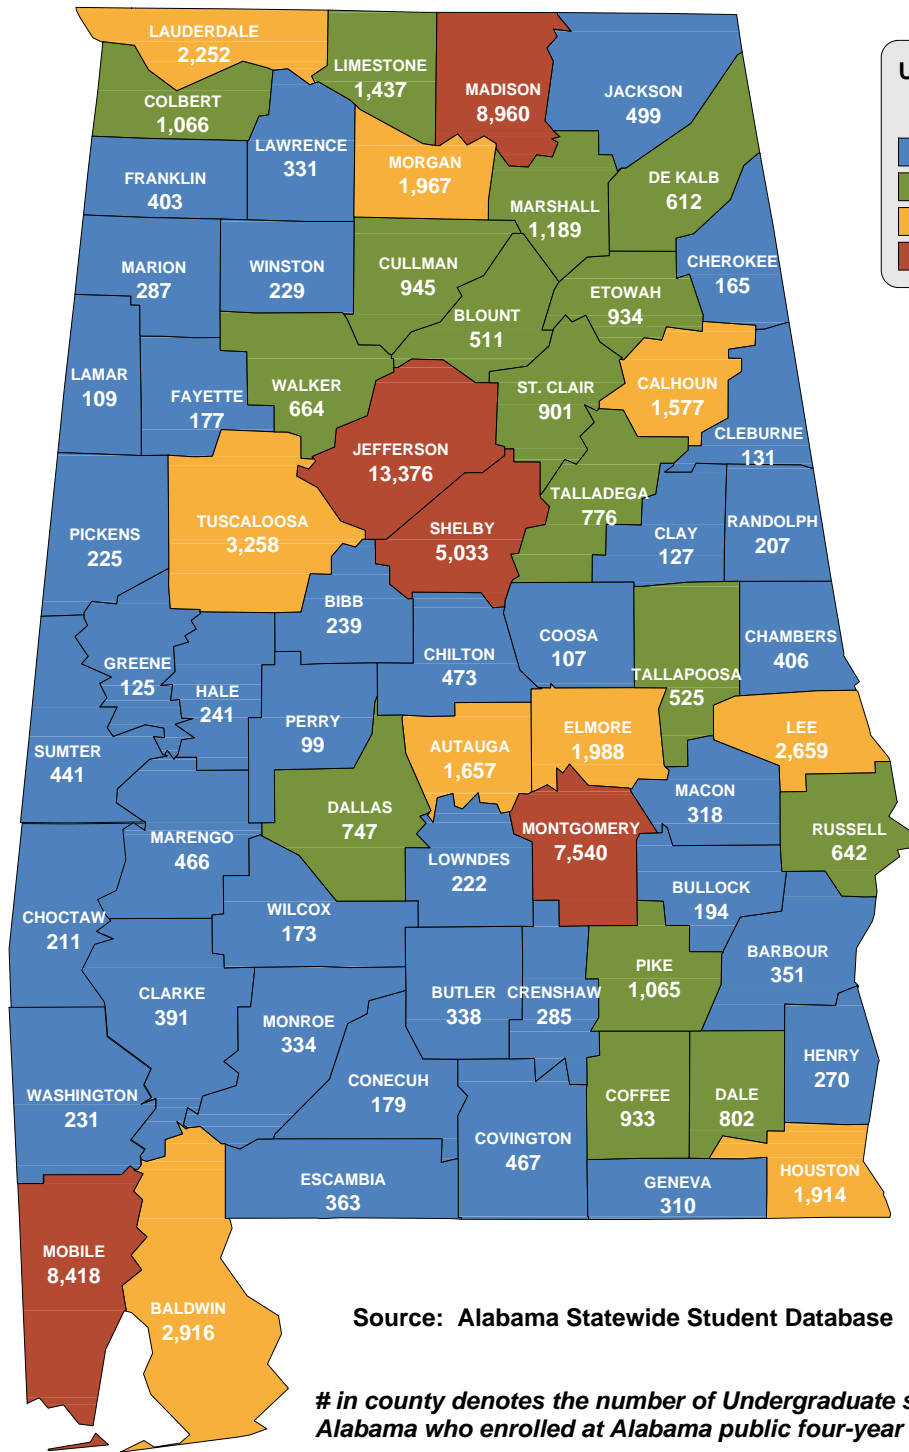 LAUDERDALE
2,252
LIMESTONE
1,437
MADISON
8,960
JACKSON
499
COLBERT
1,066
LAWRENCE
331
MORGAN
1,967
FRANKLIN
403
DE KALB
612
MARSHALL
1,189
MARION
287
WINSTON
229
CULLMAN
945
CHEROKEE
165
ETOWAH
934
BLOUNT
511
LAMAR
109
FAYETTE
177
WALKER
664
ST. CLAIR
901
CALHOUN
1,577
CLEBURNE
131
JEFFERSON
13,376
TALLADEGA
776
PICKENS
225
TUSCALOOSA
3,258
SHELBY
5,033
CLAY
127
RANDOLPH
207
BIBB
239
GREENE
125
HALE
241
CHILTON
473
COOSA
107
TALLAPOOSA
525
CHAMBERS
406
PERRY
99
SUMTER
441
AUTAUGA
1,657
ELMORE
1,988
LEE
2,659
MACON
318
DALLAS
747
MARENGO
466
LOWNDES
222
MONTGOMERY
7,540
RUSSELL
642
BULLOCK
194
CHOCTAW
211
WILCOX
173
BARBOUR
351
PIKE
1,065
CLARKE
391
MONROE
334
BUTLER
338
CRENSHAW
285
HENRY
270
WASHINGTON
231
CONECUH
179
COFFEE
933
DALE
802
COVINGTON
467
ESCAMBIA
363
GENEVA
310
HOUSTON
1,914
MOBILE
8,418
BALDWIN
2,916
Source: Alabama Statewide Student Database
# in county denotes the number of Undergraduate
Alabama who enrolled at Alabama public four-year